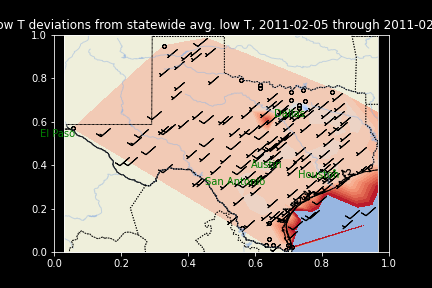 ow T deviations from statewide avg. low T, 2011-02-05 through 2011-02
1.0
0.8
0.6
0.4
0.2
0.0
El Paso
Dallas
Austin
Houston
San Antonio
0.0 0.2 0.4 0.6 0.8 1.0